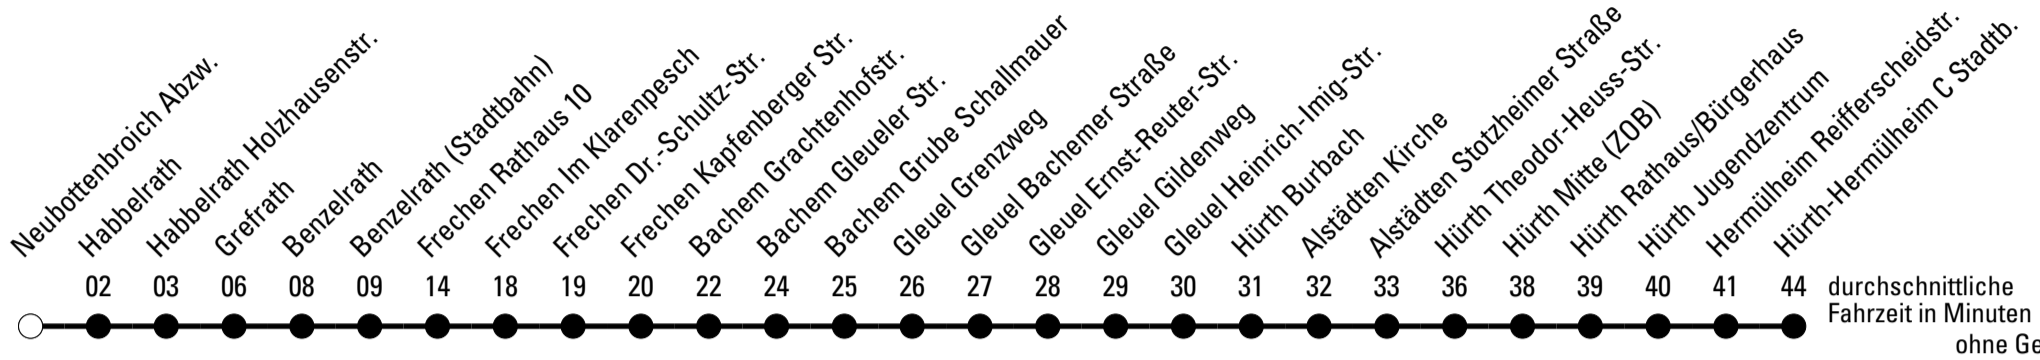 Neubottenbroich Abzw.
Habbelrath
Habbelrath Holzhausenstr.
Grefrath
Benzelrath
Benzelrath (Stadtbahn)
Frechen Rathaus 10
Frechen Im Klarenpesch
Frechen Dr.-Schultz-Str.
Frechen Kapfenberger Str.
Bachem Grachtenhofstr.
Bachem Gleueler Str.
Bachem Grube Schallmauer
Gleuel Grenzweg
Gleuel Bachemer Straße
Gleuel Ernst-Reuter-Str.
Gleuel Gildenweg
Gleuel Heinrich-Imig-Str.
Hürth Burbach
Alstädten Kirche
Alstädten Stotzheimer Straße
Hürth Theodor-Heuss-Str.
Hürth Mitte (ZOB)
Hürth Rathaus/Bürgerhaus
Hürth Jugendzentrum
Hermülheim Reifferscheidstr.
Hürth-Hermülheim C Stadtb.
02 03 06 08 09 14 18 19 20 22 24 25 26 27 28 29 30 31 32 33 36 38 39 40 41 44
durchschnittliche
Fahrzeit in Minuten
ohne Ge